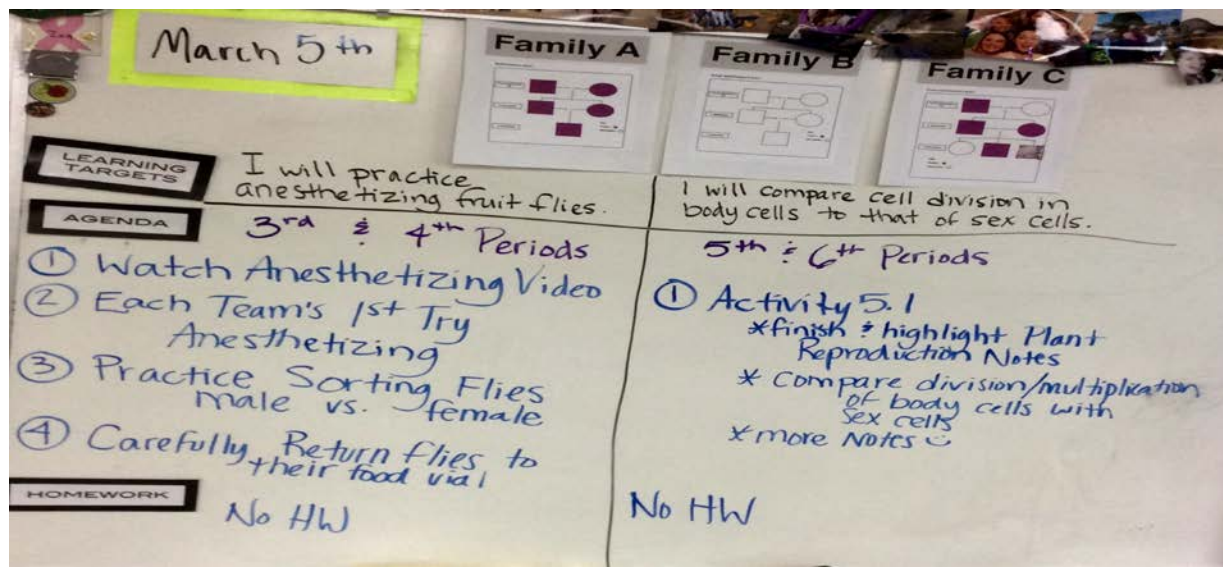 March 5th
Family A
Family B
Family C
LEARNING
TARGETS
I will practice
anesthetizing fruit flies.
I will compare cell division in
body cells to that of sex cells.
AGENDA
3rd & 4th Periods
① Watch Anesthetizing Video
② Each Team's 1st Try
Anesthetizing
③ Practice Sorting Flies
male vs. female
④ Carefully Return flies to
their food vial
5th & 6th Periods
① Activity 5.1
*finish & highlight Plant
Reproduction Notes
* Compare division/multiplication
of body cells with
sex cells
*more Notes ☺
HOMEWORK
No HW
No HW